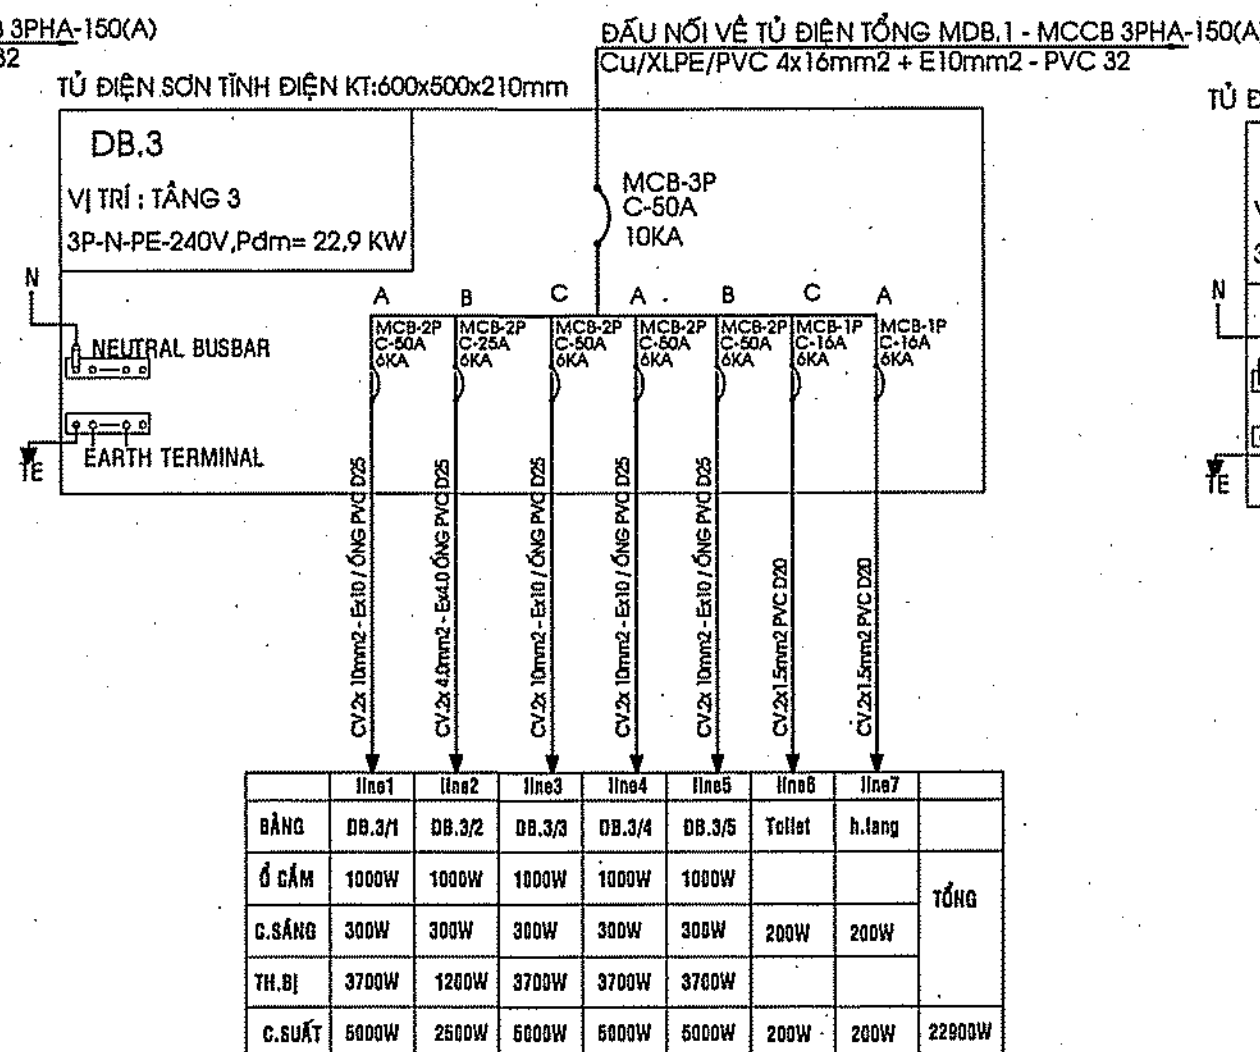 3PHA-150(A)
32
ĐẤU NỐI VỀ TỦ ĐIỆN TỔNG MDB.1 - MCCB 3PHA-150(A)
Cu/XLPE/PVC 4x16mm2 + E10mm2 - PVC 32
TỦ ĐIỆN SƠN TĨNH ĐIỆN KT:600x500x210mm
TỦ
DB.3
VỊ TRÍ : TẦNG 3
3P-N-PE-240V,Pđm= 22,9 KW
MCB-3P
C-50A
10KA
N
NEUTRAL BUSBAR
EARTH TERMINAL
TE
A B C A B C A
MCB-2P MCB-2P MCB-2P MCB-2P MCB-2P MCB-1P MCB-1P
C-50A C-25A C-50A C-50A C-50A C-16A C-16A
6KA 6KA 6KA 6KA 6KA 6KA 6KA
CV.2x 10mm2 - Ex10 / ỐNG PVC D25
CV.2x 4.0mm2 - Ex4.0 ỐNG PVC D25
CV.2x 10mm2 - Ex10 / ỐNG PVC D25
CV.2x 10mm2 - Ex10 / ỐNG PVC D25
CV.2x 10mm2 - Ex10 / ỐNG PVC D25
CV.2x1.5mm2 PVC D20
CV.2x1.5mm2 PVC D20
N
TE
line1 line2 line3 line4 line5 line6 line7
BẢNG DB.3/1 DB.3/2 DB.3/3 DB.3/4 DB.3/5 Toilet h.lang
Ổ CẮM 1000W 1000W 1000W 1000W 1000W
TỔNG
C.SÁNG 300W 300W 300W 300W 300W 200W 200W
TH.BỊ 3700W 1200W 3700W 3700W 3700W
C.SUẤT 5000W 2500W 5000W 5000W 5000W 200W 200W 22900W